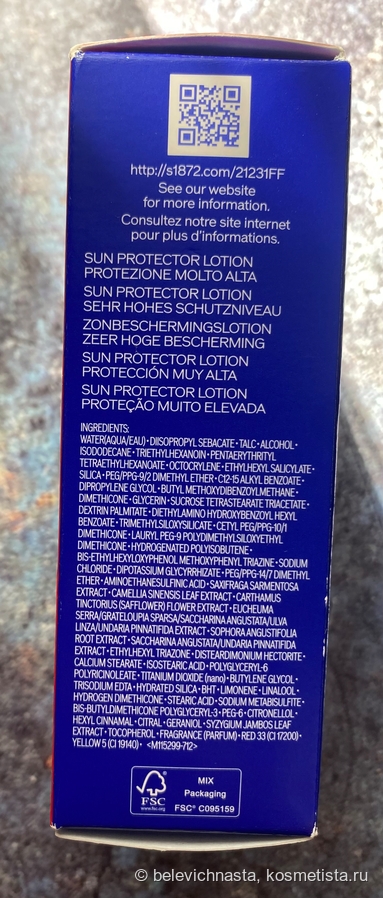 http://s1872.com/21231FF
See our website
for more information.
Consultez notre site internet
pour plus d'informations.
SUN PROTECTOR LOTION
PROTEZIONE MOLTO ALTA
SUN PROTECTOR LOTION
SEHR HOHES SCHUTZNIVEAU
ZONBESCHERMINGSLOTION
ZEER HOGE BESCHERMING
SUN PROTECTOR LOTION
PROTECCIÓN MUY ALTA
SUN PROTECTOR LOTION
PROTEÇÃO MUITO ELEVADA
INGREDIENTS:
WATER(AQUA/EAU)・DIISOPROPYL SEBACATE・TALC・ALCOHOL・
ISODODECANE・TRIETHYLHEXANOIN・PENTAERYTHRITYL
TETRAETHYLHEXANOATE・OCTOCRYLENE・ETHYLHEXYL SALICYLATE・
SILICA・PEG/PPG-9/2 DIMETHYL ETHER・C12-15 ALKYL BENZOATE・
DIPROPYLENE GLYCOL・BUTYL METHOXYDIBENZOYLMETHANE・
DIMETHICONE・GLYCERIN・SUCROSE TETRASTEARATE TRIACETATE・
DEXTRIN PALMITATE・DIETHYLAMINO HYDROXYBENZOYL HEXYL
BENZOATE・TRIMETHYLSILOXYSILICATE・CETYL PEG/PPG-10/1
DIMETHICONE・LAURYL PEG-9 POLYDIMETHYLSILOXYETHYL
DIMETHICONE・HYDROGENATED POLYISOBUTENE・
BIS-ETHYLHEXYLOXYPHENOL METHOXYPHENYL TRIAZINE・SODIUM
CHLORIDE・DIPOTASSIUM GLYCYRRHIZATE・PEG/PPG-14/7 DIMETHYL
ETHER・AMINOETHANESULFINIC ACID・SAXIFRAGA SARMENTOSA
EXTRACT・CAMELLIA SINENSIS LEAF EXTRACT・CARTHAMUS
TINCTORIUS (SAFFLOWER) FLOWER EXTRACT・EUCHEUMA
SERRA/GRATELOUPIA SPARSA/SACCHARINA ANGUSTATA/ULVA
LINZA/UNDARIA PINNATIFIDA EXTRACT・SOPHORA ANGUSTIFOLIA
ROOT EXTRACT・SACCHARINA ANGUSTATA/UNDARIA PINNATIFIDA
EXTRACT・ETHYLHEXYL TRIAZONE・DISTEARDIMONIUM HECTORITE・
CALCIUM STEARATE・ISOSTEARIC ACID・POLYGLYCERYL-6
POLYRICINOLEATE・TITANIUM DIOXIDE (nano)・BUTYLENE GLYCOL・
TRISODIUM EDTA・HYDRATED SILICA・BHT・LIMONENE・LINALOOL・
HYDROGEN DIMETHICONE・STEARIC ACID・SODIUM METABISULFITE・
BIS-BUTYLDIMETHICONE POLYGLYCERYL-3・PEG-6・CITRONELLOL・
HEXYL CINNAMAL・CITRAL・GERANIOL・SYZYGIUM JAMBOS LEAF
EXTRACT・TOCOPHEROL・FRAGRANCE (PARFUM)・RED 33 (CI 17200)・
YELLOW 5 (CI 19140)・ <M115299-712>
FSC
www.fsc.org
MIX
Packaging
FSC® C095159
© belevichnasta, kosmetista.ru